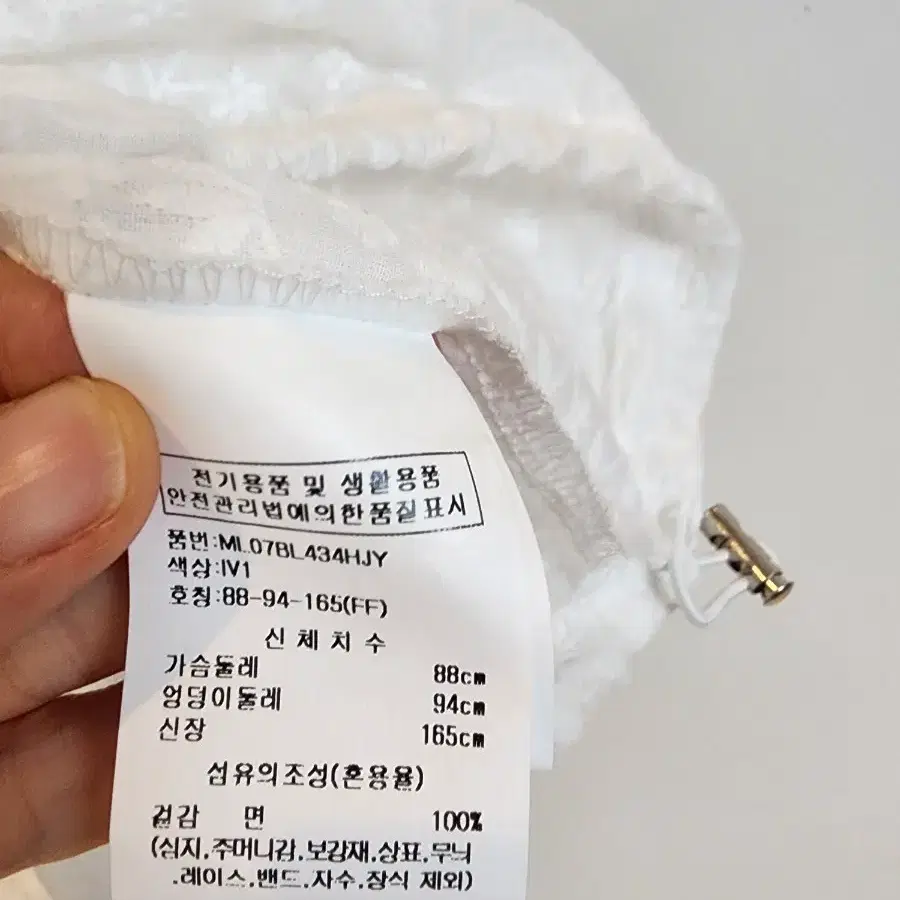 전기용품 및 생활용품
안전관리법에의한품질표시
품번:ML07BL434HJY
색상:IV1
호칭:88-94-165(FF)
신체치수
가슴둘레 88cm
엉덩이둘레 94cm
신장 165cm
섬유의조성(혼용율)
겉감 면 100%
(심지.주머니감.보강재.상표.무늬
.레이스.밴드.자수.장식 제외)